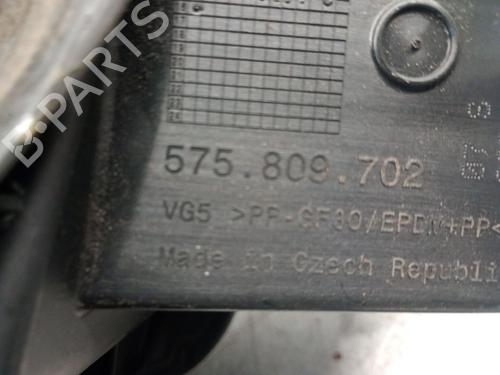 575.809.702
VG5 >PP-GF30/EPDM+PP<
Made in Czech Republi
B-PARTS